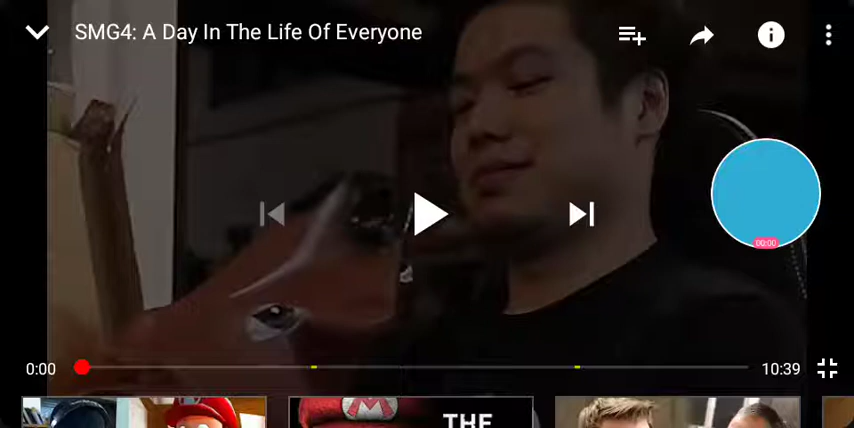 SMG4: A Day In The Life Of Everyone
00:00
0:00
10:39
M
THE